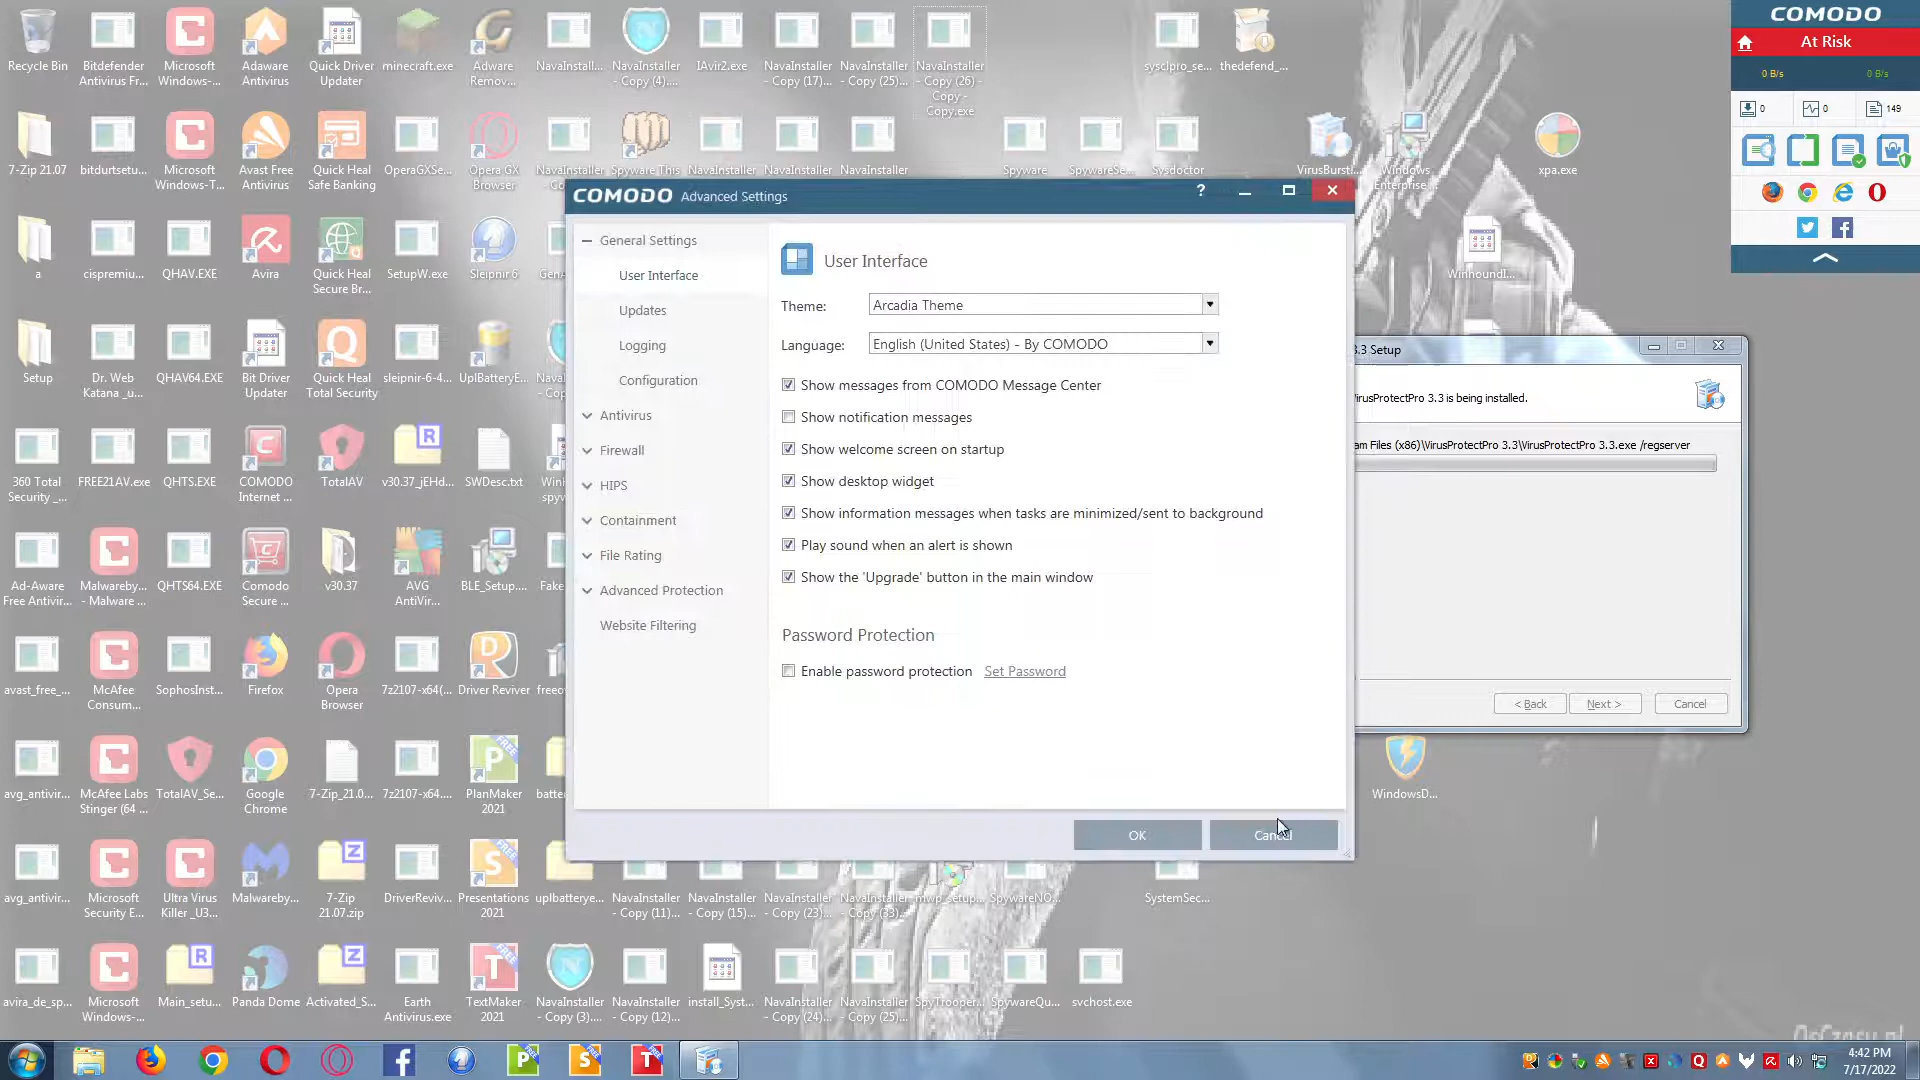 Recycle Bin
Bitdefender
Antivirus Fr...
Microsoft
Windows-...
Adaware
Antivirus
Quick Driver
Updater
minecraft.exe
Adware
Remov...
NavaInstall...
NavaInstaller
- Copy (4)....
IAvir2.exe
NavaInstaller
- Copy (17)...
NavaInstaller
- Copy (25)...
NavaInstaller
- Copy (26) -
Copy -
Copy.exe
sysclpro_se...
thedefend_...
COMODO
At Risk
0 B/s
0 B/s
0
0
149
7-Zip 21.07
bitdurtsetu...
Microsoft
Windows-T...
Avast Free
Antivirus
Quick Heal
Safe Banking
OperaGXSe...
Opera GX
Browser
NavaInstaller
Spyware This
NavaInstaller
NavaInstaller
NavaInstaller
Spyware
SpywareSe...
Sysdoctor
VirusBurst...
Windows
Enterprise ...
xpa.exe
a
cispremiu...
QHAV.EXE
Avira
Quick Heal
Secure Br...
SetupW.exe
Sleipnir 6
WinhoundI...
Setup
Dr. Web
Katana _u...
QHAV64.EXE
Bit Driver
Updater
Quick Heal
Total Security
sleipnir-6-4...
UplBatteryE...
360 Total
Security _...
FREE21AV.exe
QHTS.EXE
COMODO
Internet ...
TotalAV
v30.37_jEHd...
SWDesc.txt
Ad-Aware
Free Antivir...
Malwareby...
- Malware ...
QHTS64.EXE
Comodo
Secure ...
v30.37
AVG
AntiVir...
BLE_Setup....
avast_free_...
McAfee
Consum...
SophosInst...
Firefox
Opera
Browser
7z2107-x64(...
Driver Reviver
avg_antivir...
McAfee Labs
Stinger (64 ...
TotalAV_Se...
Google
Chrome
7-Zip_21.0...
7z2107-x64...
PlanMaker
2021
WindowsD...
avg_antivir...
Microsoft
Security E...
Ultra Virus
Killer _U3...
Malwareby...
7-Zip
21.07.zip
DriverReviv...
Presentations
2021
uplbatterye...
NavaInstaller
- Copy (11)...
NavaInstaller
- Copy (15)...
NavaInstaller
- Copy (23)...
NavaInstaller
- Copy (33)...
mwp_setup...
SpywareNO...
SystemSec...
avira_de_sp...
Microsoft
Windows-...
Main_setu...
Panda Dome
Activated_S...
Earth
Antivirus.exe
TextMaker
2021
NavaInstaller
- Copy (3)....
NavaInstaller
- Copy (12)...
install_Syst...
NavaInstaller
- Copy (24)...
NavaInstaller
- Copy (25)...
SpyTrooper...
SpywareQu...
svchost.exe
COMODO Advanced Settings
General Settings
User Interface
Updates
Logging
Configuration
Antivirus
Firewall
HIPS
Containment
File Rating
Advanced Protection
Website Filtering
User Interface
Theme: Arcadia Theme
Language: English (United States) - By COMODO
Show messages from COMODO Message Center
Show notification messages
Show welcome screen on startup
Show desktop widget
Show information messages when tasks are minimized/sent to background
Play sound when an alert is shown
Show the 'Upgrade' button in the main window
Password Protection
Enable password protection Set Password
OK
Cancel
3.3 Setup
VirusProtectPro 3.3 is being installed.
am Files (x86)\VirusProtectPro 3.3\VirusProtectPro 3.3.exe /regserver
< Back
Next >
Cancel
4:42 PM
7/17/2022